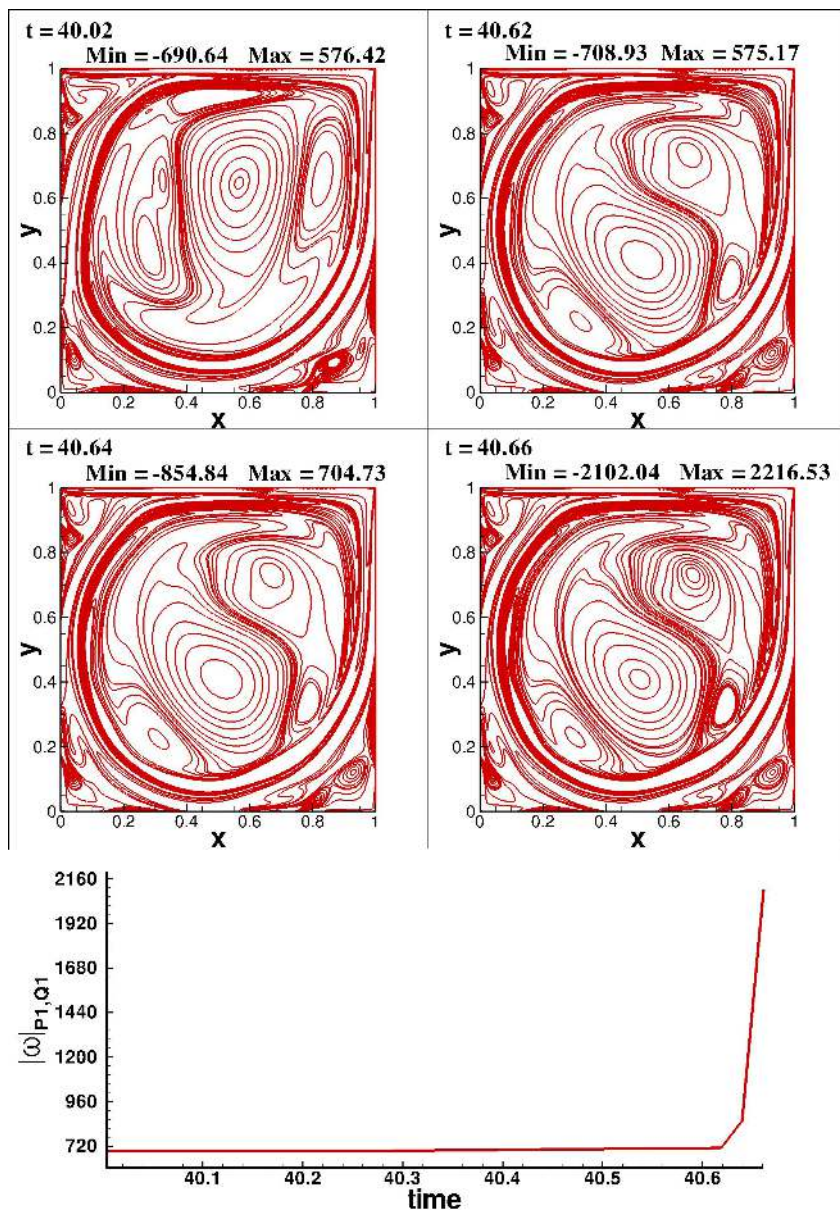 t = 40.02
Min = -690.64 Max = 576.42
1
0.8
0.6
y
0.4
0.2
0
0 0.2 0.4 0.6 0.8 1
x
t = 40.62
Min = -708.93 Max = 575.17
1
0.8
0.6
y
0.4
0.2
0
0 0.2 0.4 0.6 0.8 1
x
t = 40.64
Min = -854.84 Max = 704.73
1
0.8
0.6
y
0.4
0.2
0
0 0.2 0.4 0.6 0.8 1
x
t = 40.66
Min = -2102.04 Max = 2216.53
1
0.8
0.6
y
0.4
0.2
0
0 0.2 0.4 0.6 0.8 1
x
2160
1920
1680
1440
1200
960
720
|ω|P1,Q1
40.1 40.2 40.3 40.4 40.5 40.6
time